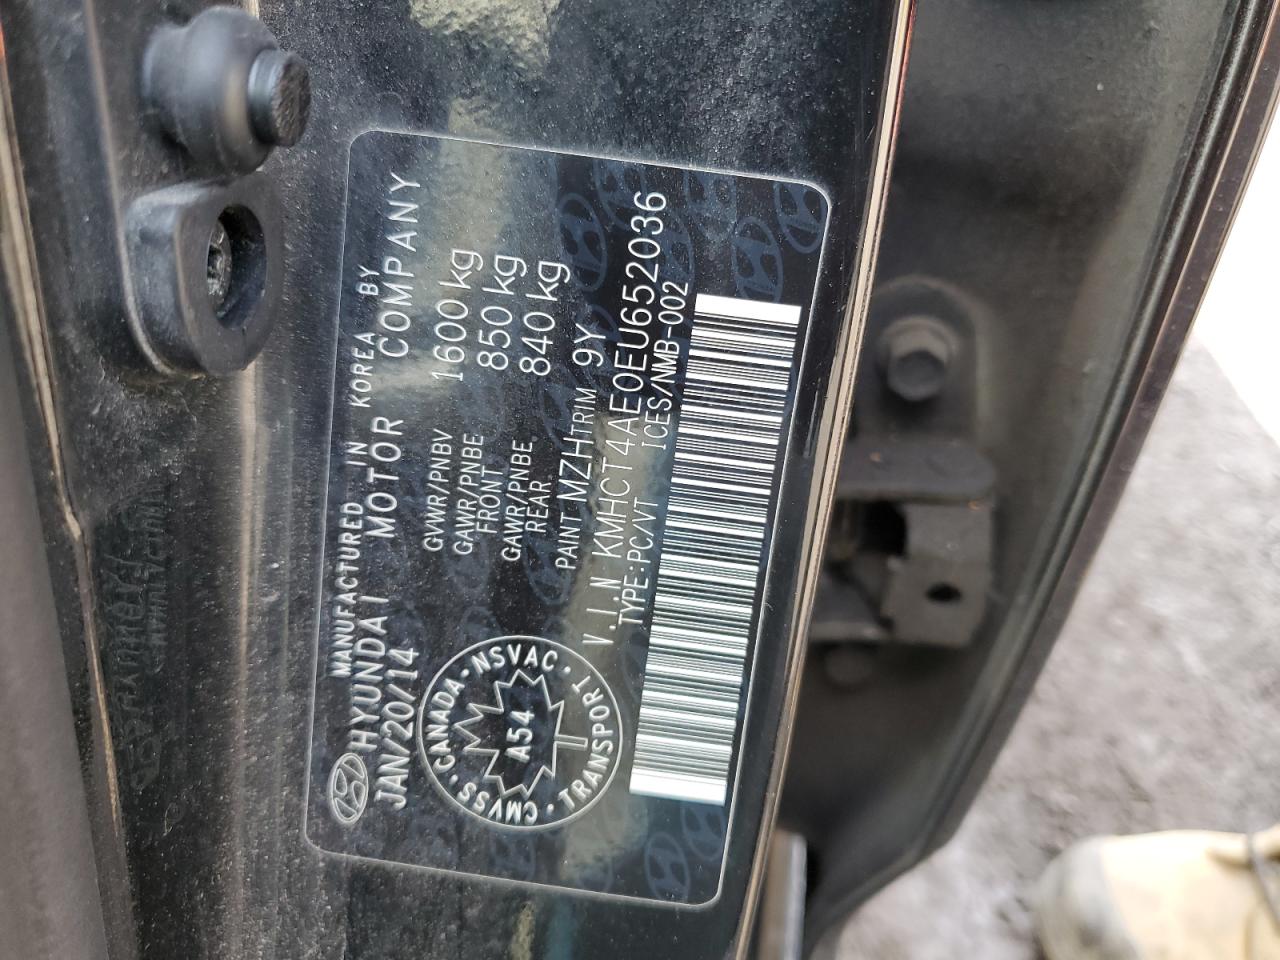 MANUFACTURED IN KOREA BY
HYUNDAI MOTOR COMPANY
JAN/20/14
GVWR/PNBV 1600 kg
GAWR/PNBE FRONT 850 kg
GAWR/PNBE REAR 840 kg
PAINT MZH TRIM 9Y
V.I.N KMHCT4AE0EU652036
TYPE:PC/VT ICES/NMB-002
CMVSS · CANADA · NSVAC · TRANSPORT ·
A54